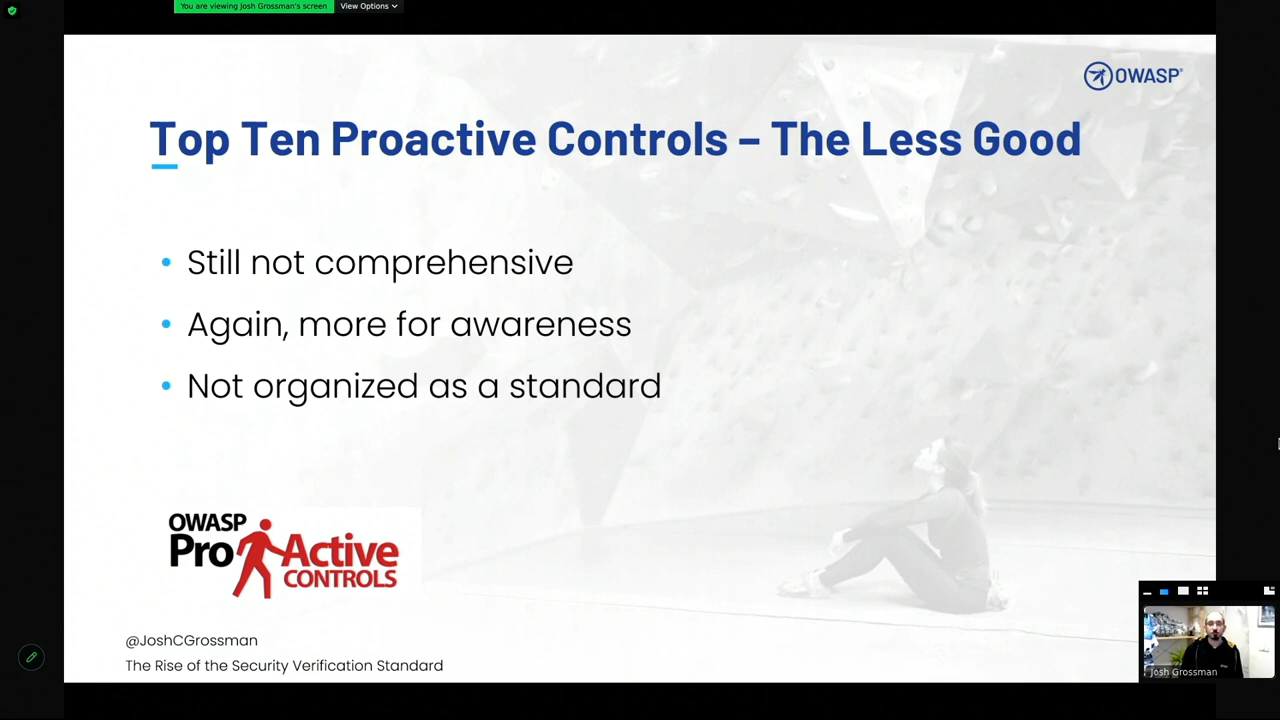 You are viewing Josh Grossman's screen
View Options
OWASP
Top Ten Proactive Controls – The Less Good
• Still not comprehensive
• Again, more for awareness
• Not organized as a standard
OWASP
ProActive
CONTROLS
@JoshCGrossman
The Rise of the Security Verification Standard
Josh Grossman